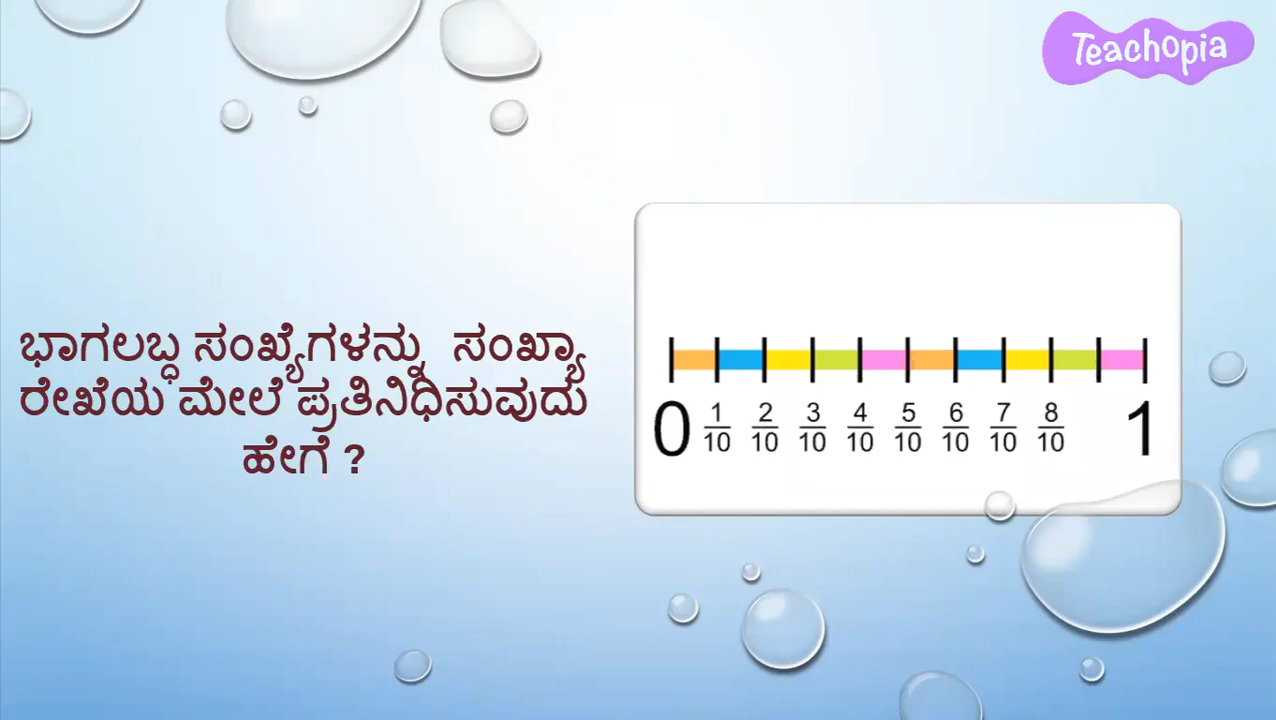 Teachopia
ಭಾಗಲಬ್ಧ ಸಂಖ್ಯೆಗಳನ್ನು ಸಂಖ್ಯಾ
ರೇಖೆಯ ಮೇಲೆ ಪ್ರತಿನಿಧಿಸುವುದು
ಹೇಗೆ ?
0 1/10 2/10 3/10 4/10 5/10 6/10 7/10 8/10 1